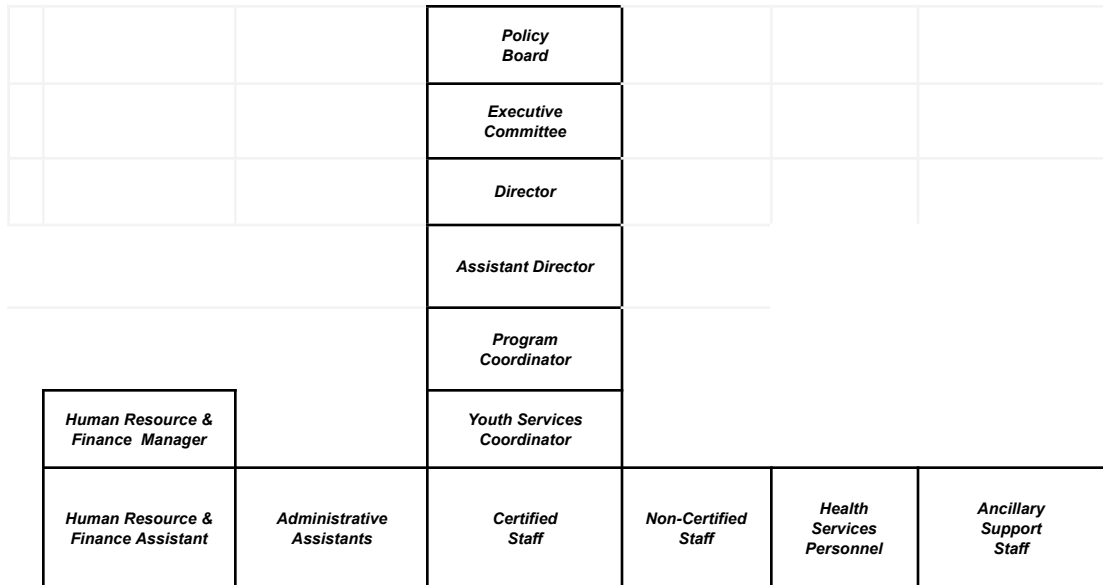 Policy
Board
Executive
Committee
Director
Assistant Director
Program
Coordinator
Human Resource &
Finance Manager
Youth Services
Coordinator
Human Resource &
Finance Assistant
Administrative
Assistants
Certified
Staff
Non-Certified
Staff
Health
Services
Personnel
Ancillary
Support
Staff